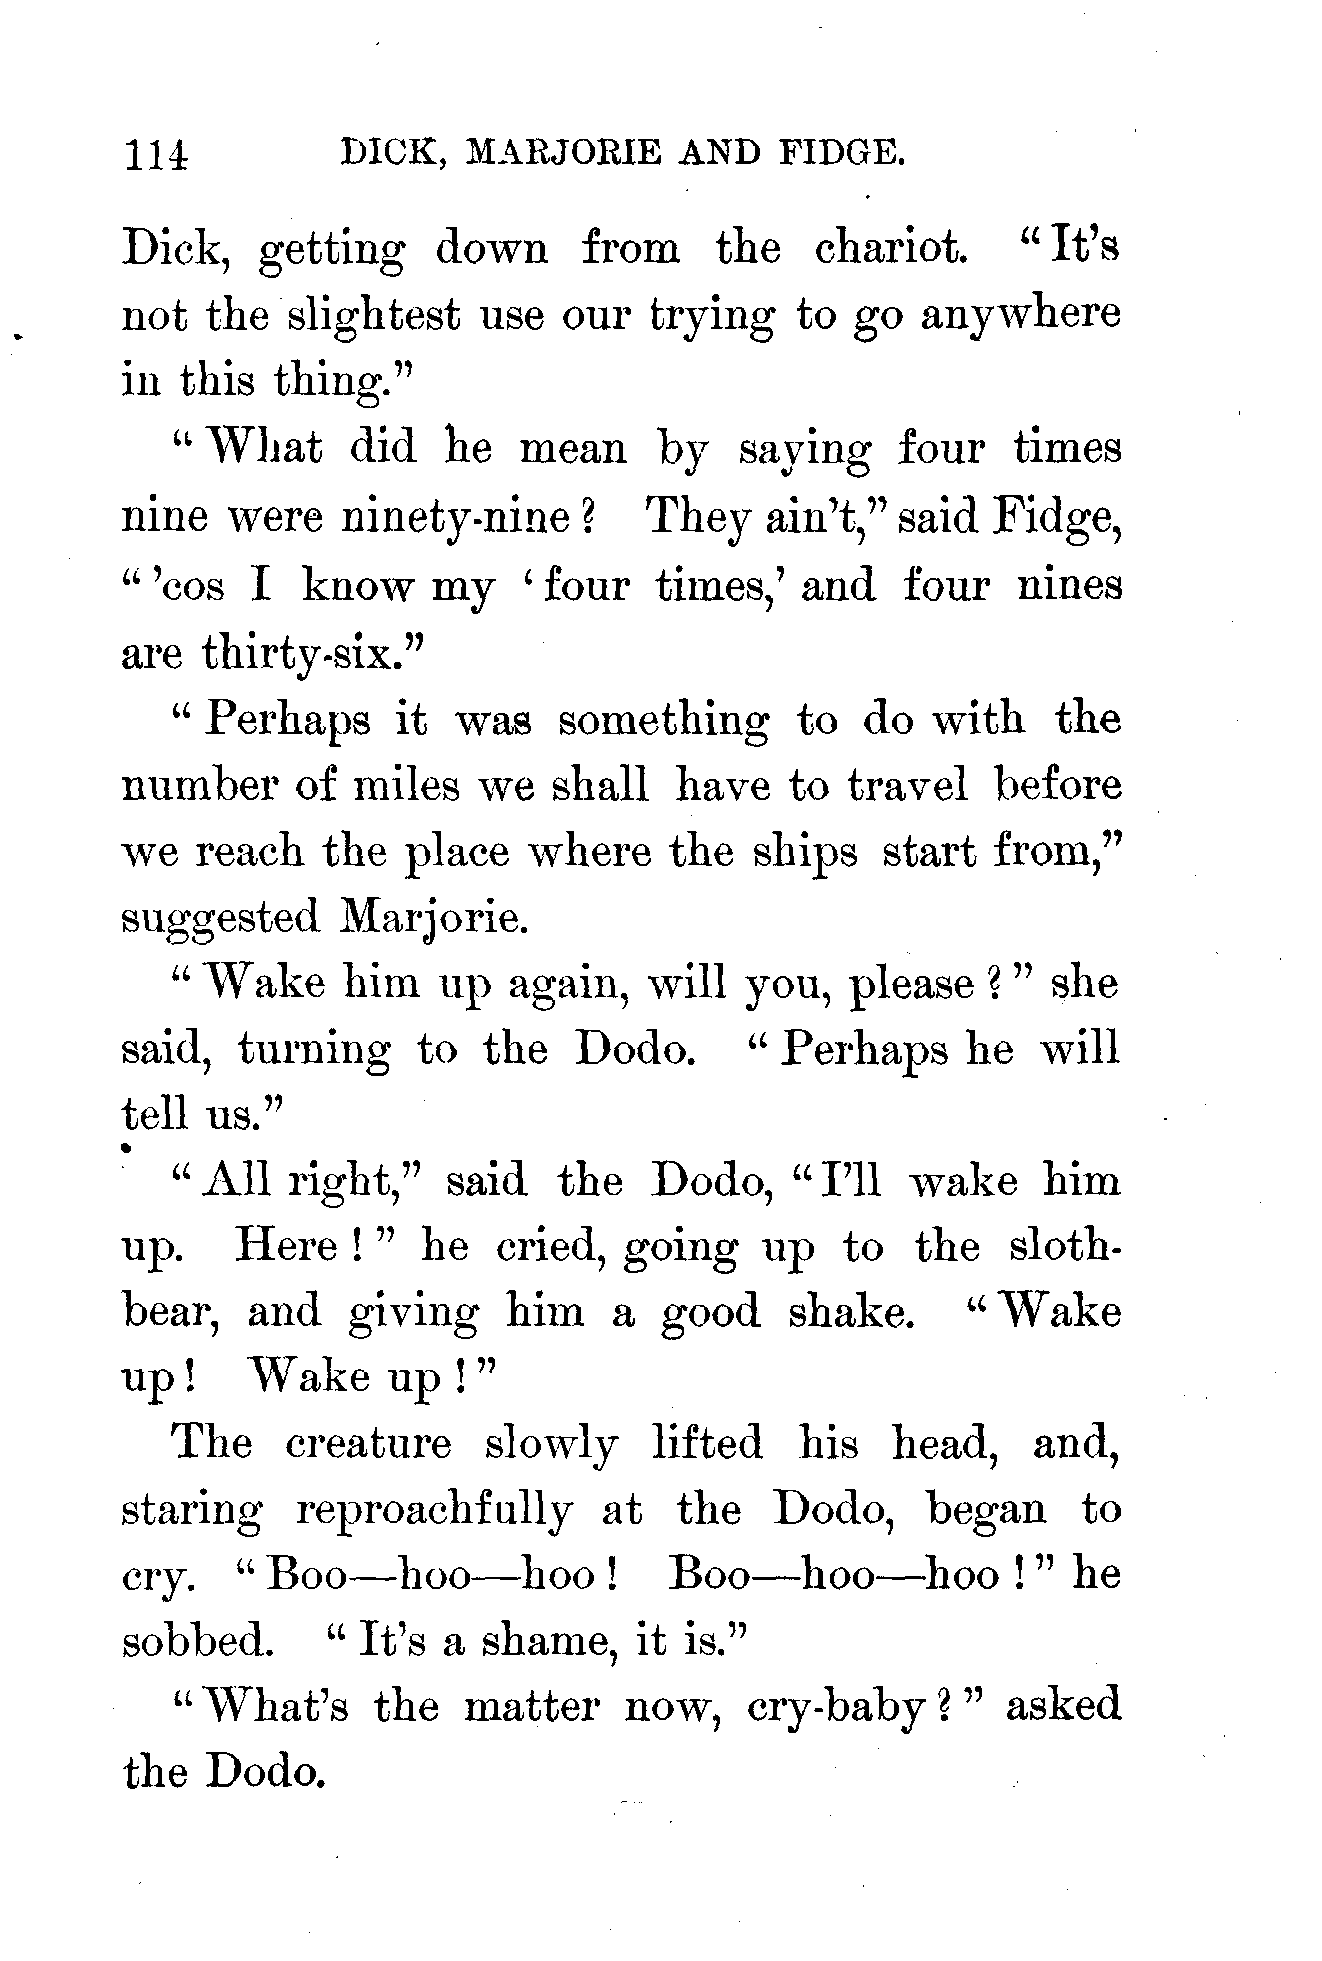 114 DICK, MARJORIE AND FIDGE.
Dick, getting down from the chariot. “It’s
not the slightest use our trying to go anywhere
in this thing.”
“What did he mean by saying four times
nine were ninety-nine? They ain’t,” said Fidge,
“’cos I know my ‘four times,’ and four nines
are thirty-six.”
“Perhaps it was something to do with the
number of miles we shall have to travel before
we reach the place where the ships start from,”
suggested Marjorie.
“Wake him up again, will you, please?” she
said, turning to the Dodo. “Perhaps he will
tell us.”
“All right,” said the Dodo, “I’ll wake him
up. Here!” he cried, going up to the sloth-
bear, and giving him a good shake. “Wake
up! Wake up!”
The creature slowly lifted his head, and,
staring reproachfully at the Dodo, began to
cry. “Boo—hoo—hoo! Boo—hoo—hoo!” he
sobbed. “It’s a shame, it is.”
“What’s the matter now, cry-baby?” asked
the Dodo.